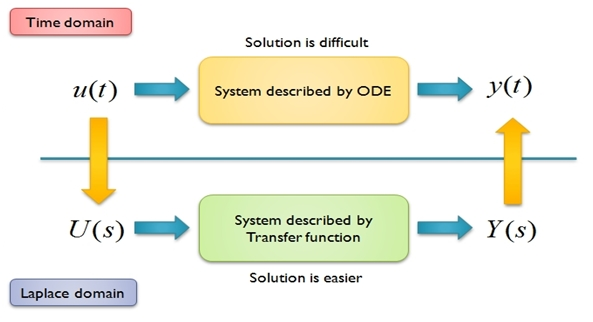 Time domain
Solution is difficult
u(t)
System described by ODE
y(t)
U(s)
System described by
Transfer function
Y(s)
Solution is easier
Laplace domain